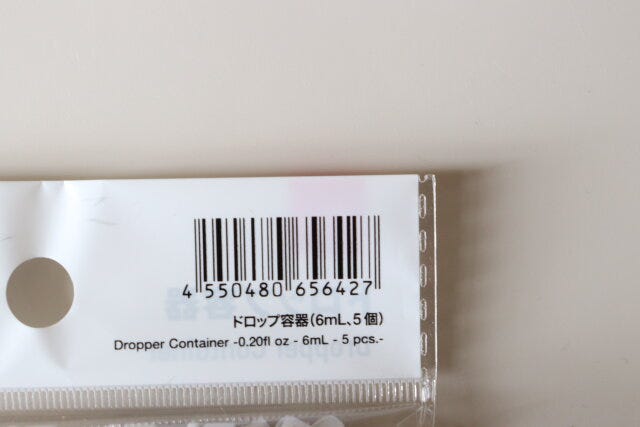 4 550480 656427
ドロップ容器(6mL、5個)
Dropper Container -0.20fl oz - 6mL - 5 pcs.-